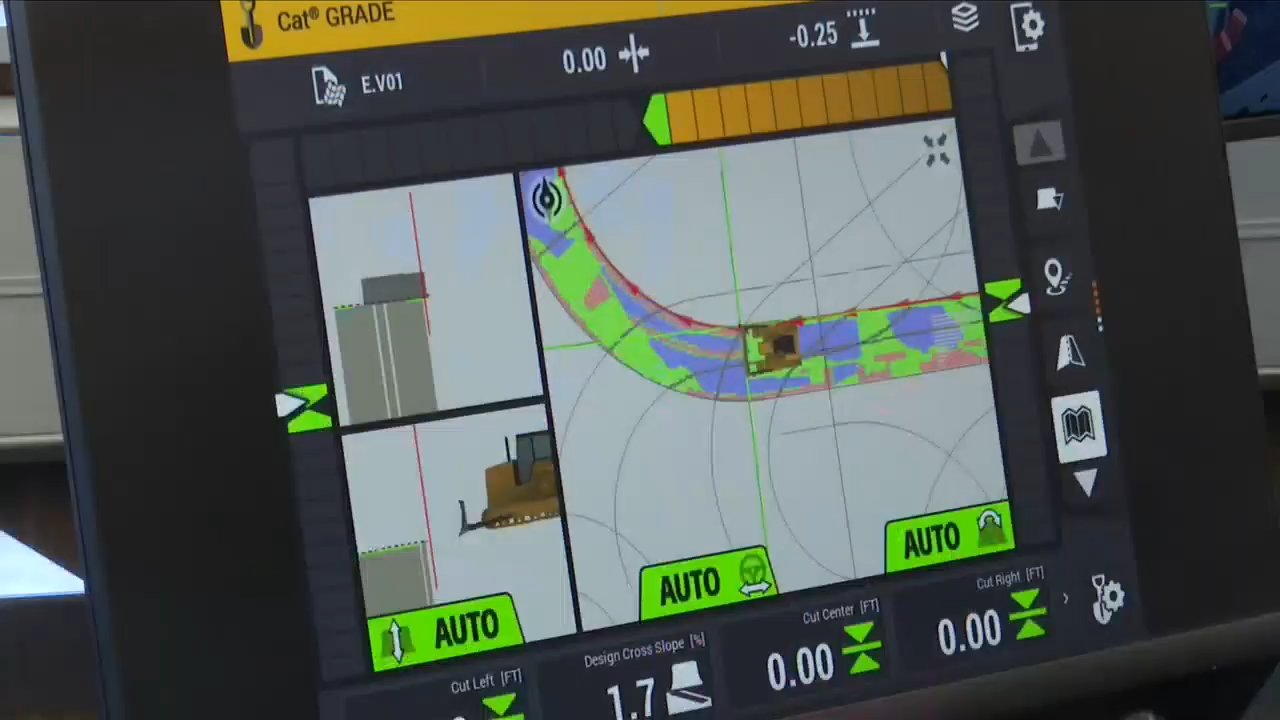 Cat® GRADE
E.V01
0.00
-0.25
AUTO
AUTO
AUTO
Cut Left [FT]
Design Cross Slope [%]
1.7
Cut Center [FT]
0.00
Cut Right [FT]
0.00